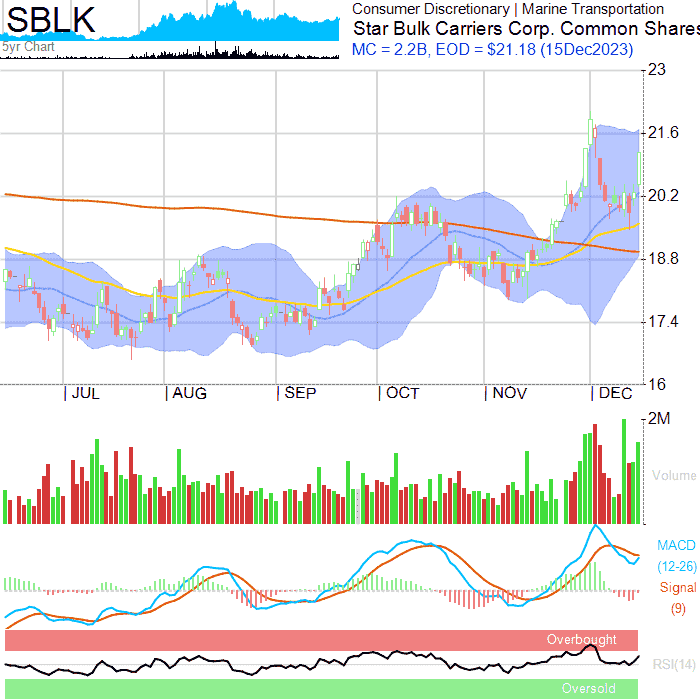 SBLK
5yr Chart
Consumer Discretionary | Marine Transportation
Star Bulk Carriers Corp. Common Shares
MC = 2.2B, EOD = $21.18 (15Dec2023)
23
21.6
20.2
18.8
17.4
16
| JUL | AUG | SEP | OCT | NOV | DEC
2M
Volume
MACD
(12-26)
Signal
(9)
Overbought
RSI(14)
Oversold